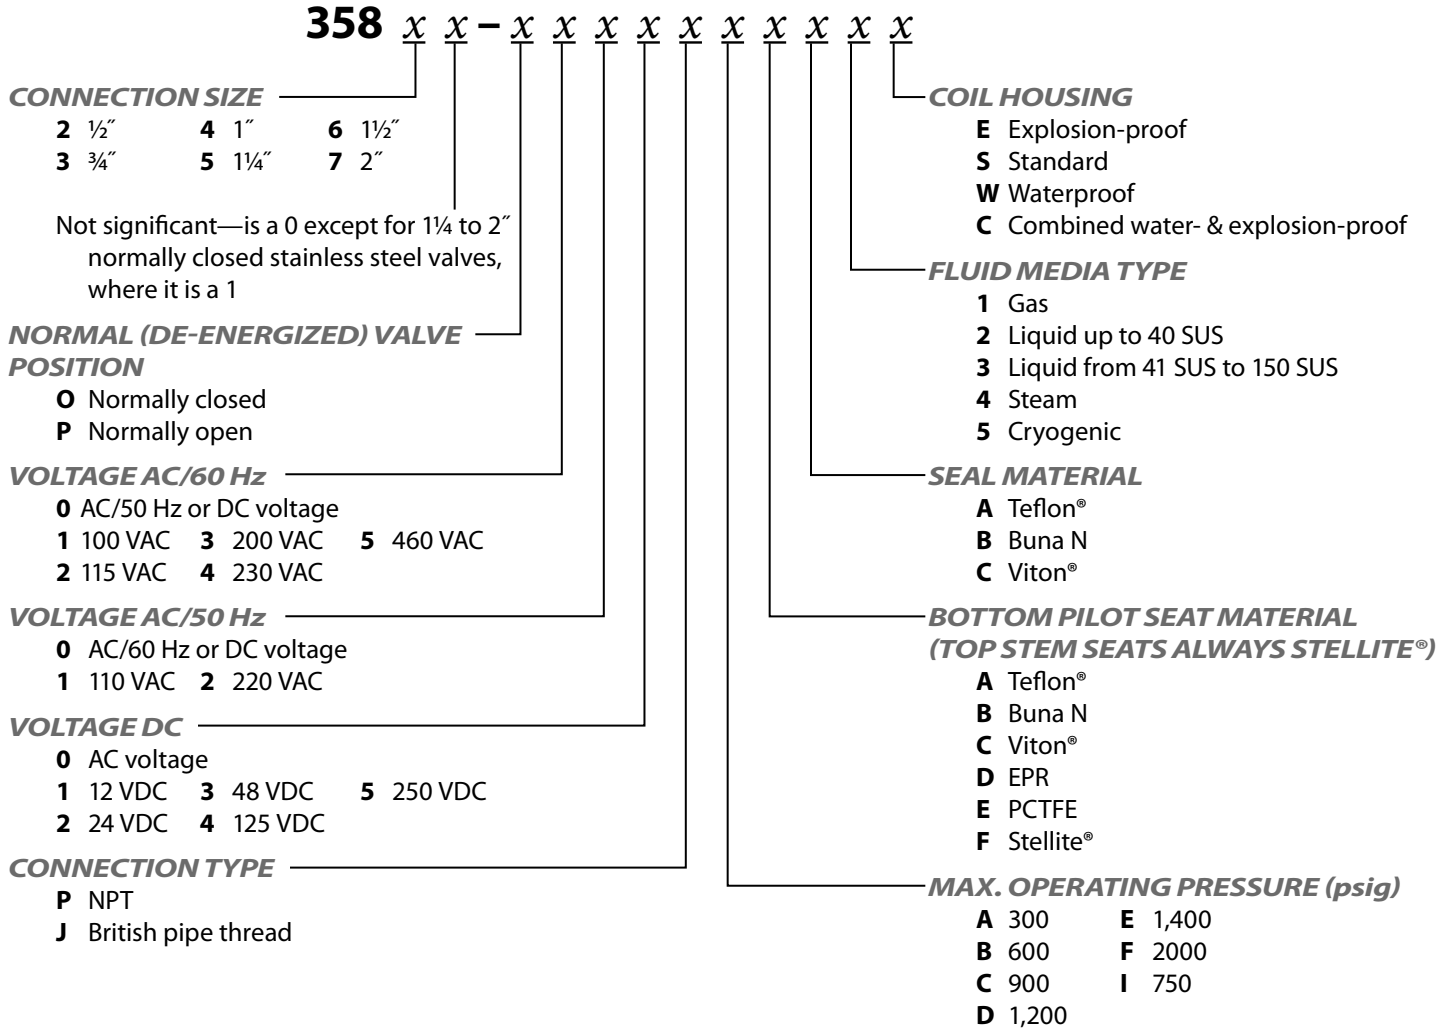 358 x x – x x x x x x x x x x
CONNECTION SIZE
2 ½″ 4 1″ 6 1½″
3 ¾″ 5 1¼″ 7 2″
Not significant—is a 0 except for 1¼ to 2″
normally closed stainless steel valves,
where it is a 1
NORMAL (DE-ENERGIZED) VALVE
POSITION
O Normally closed
P Normally open
VOLTAGE AC/60 Hz
0 AC/50 Hz or DC voltage
1 100 VAC 3 200 VAC 5 460 VAC
2 115 VAC 4 230 VAC
VOLTAGE AC/50 Hz
0 AC/60 Hz or DC voltage
1 110 VAC 2 220 VAC
VOLTAGE DC
0 AC voltage
1 12 VDC 3 48 VDC 5 250 VDC
2 24 VDC 4 125 VDC
CONNECTION TYPE
P NPT
J British pipe thread
COIL HOUSING
E Explosion-proof
S Standard
W Waterproof
C Combined water- & explosion-proof
FLUID MEDIA TYPE
1 Gas
2 Liquid up to 40 SUS
3 Liquid from 41 SUS to 150 SUS
4 Steam
5 Cryogenic
SEAL MATERIAL
A Teflon®
B Buna N
C Viton®
BOTTOM PILOT SEAT MATERIAL
(TOP STEM SEATS ALWAYS STELLITE®)
A Teflon®
B Buna N
C Viton®
D EPR
E PCTFE
F Stellite®
MAX. OPERATING PRESSURE (psig)
A 300 E 1,400
B 600 F 2000
C 900 I 750
D 1,200